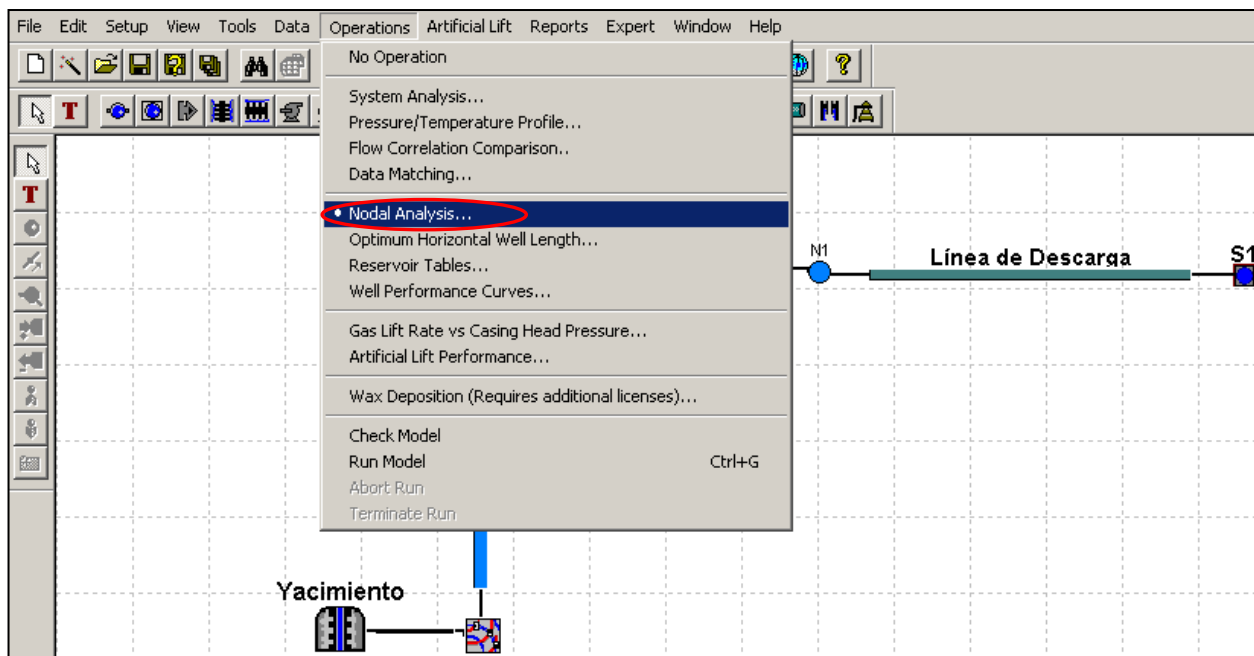 File Edit Setup View Tools Data Operations Artificial Lift Reports Expert Window Help
No Operation
System Analysis...
Pressure/Temperature Profile...
Flow Correlation Comparison..
Data Matching...
Nodal Analysis...
Optimum Horizontal Well Length...
Reservoir Tables...
Well Performance Curves...
Gas Lift Rate vs Casing Head Pressure...
Artificial Lift Performance...
Wax Deposition (Requires additional licenses)...
Check Model
Run Model Ctrl+G
Abort Run
Terminate Run
T
T
N1
Línea de Descarga
S1
Yacimiento